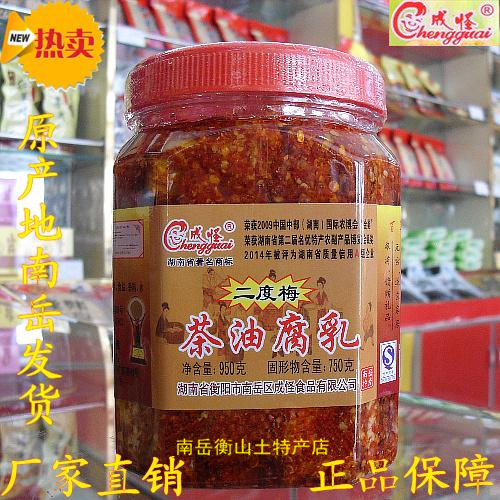 NEW
热卖
成怪®
Chengguai
原产地南岳发货
成怪®
Chengguai
湖南省著名商标
荣获2009中国中部（湖南）国际农博会金奖
荣获湖南省第二届名优特产农副产品博览会金奖
2014年被评为湖南省质量信用A级企业
二度梅
茶油腐乳
净含量：950克 固形物含量：750克
湖南省衡阳市南岳区成怪食品有限公司
南岳衡山土特产店
厂家直销 正品保障